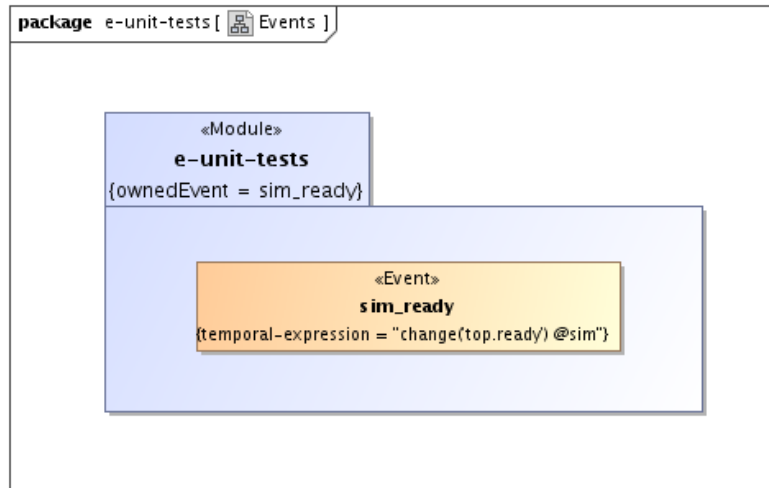 package e-unit-tests [ Events ]
«Module»
e-unit-tests
{ownedEvent = sim_ready}
«Event»
sim_ready
{temporal-expression = "change('top.ready') @sim"}